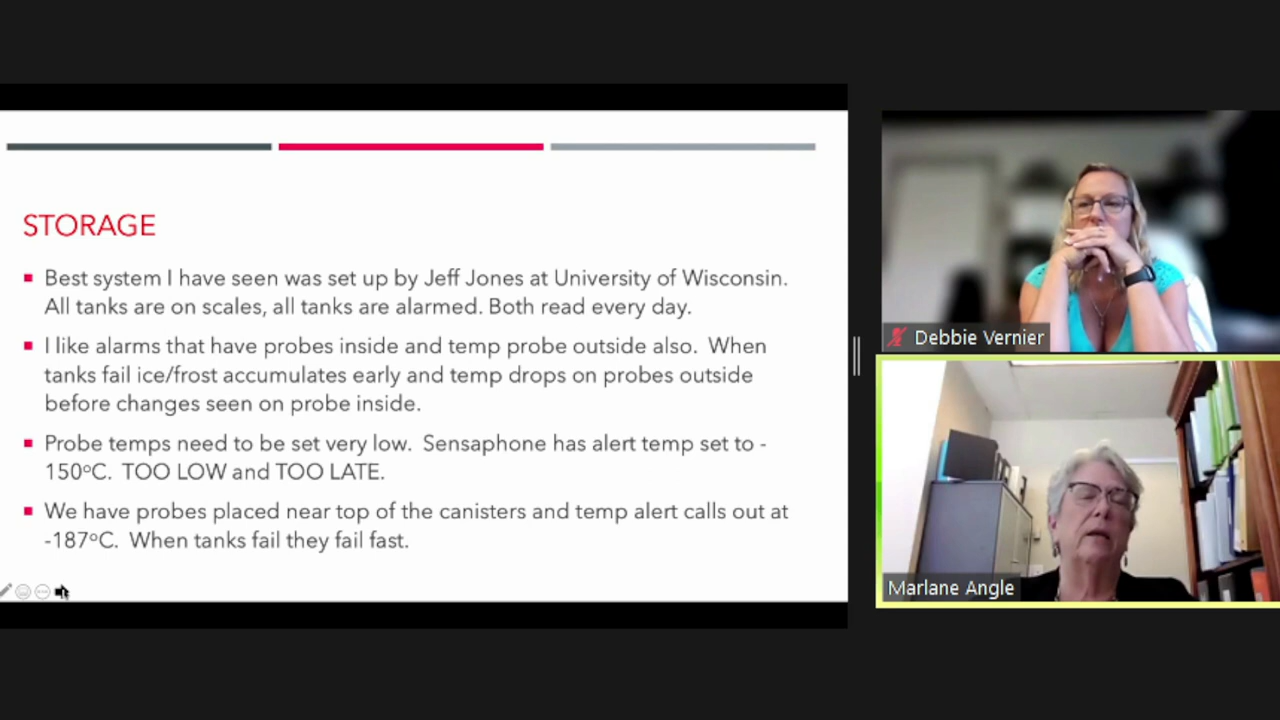 STORAGE
Best system I have seen was set up by Jeff Jones at University of Wisconsin.
All tanks are on scales, all tanks are alarmed. Both read every day.
I like alarms that have probes inside and temp probe outside also. When
tanks fail ice/frost accumulates early and temp drops on probes outside
before changes seen on probe inside.
Probe temps need to be set very low. Sensaphone has alert temp set to -
150ºC. TOO LOW and TOO LATE.
We have probes placed near top of the canisters and temp alert calls out at
-187ºC. When tanks fail they fail fast.
Debbie Vernier
Marlane Angle